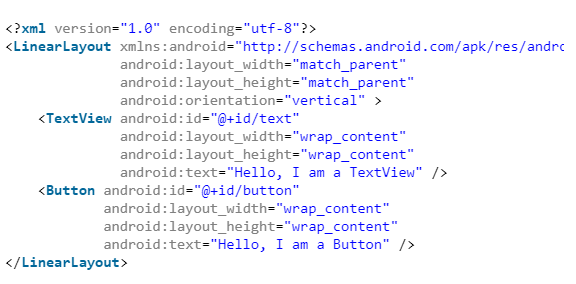 <?xml version="1.0" encoding="utf-8"?>
<LinearLayout xmlns:android="http://schemas.android.com/apk/res/andro
android:layout_width="match_parent"
android:layout_height="match_parent"
android:orientation="vertical" >
<TextView android:id="@+id/text"
android:layout_width="wrap_content"
android:layout_height="wrap_content"
android:text="Hello, I am a TextView" />
<Button android:id="@+id/button"
android:layout_width="wrap_content"
android:layout_height="wrap_content"
android:text="Hello, I am a Button" />
</LinearLayout>